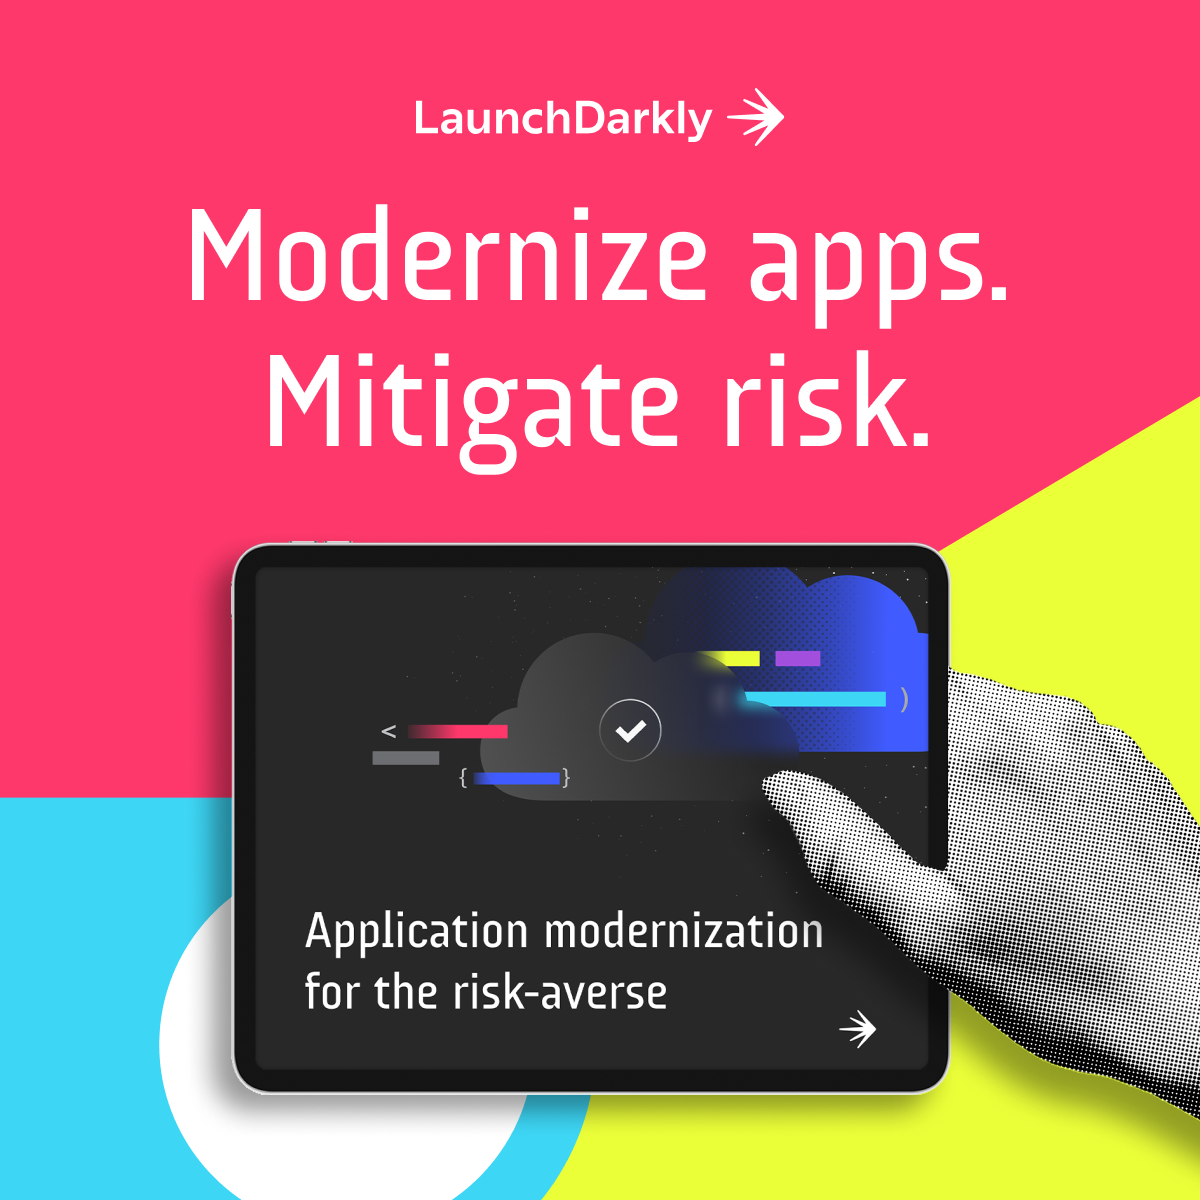 LaunchDarkly
Modernize apps.
Mitigate risk.
<
{ }
)
Application modernization
for the risk-averse